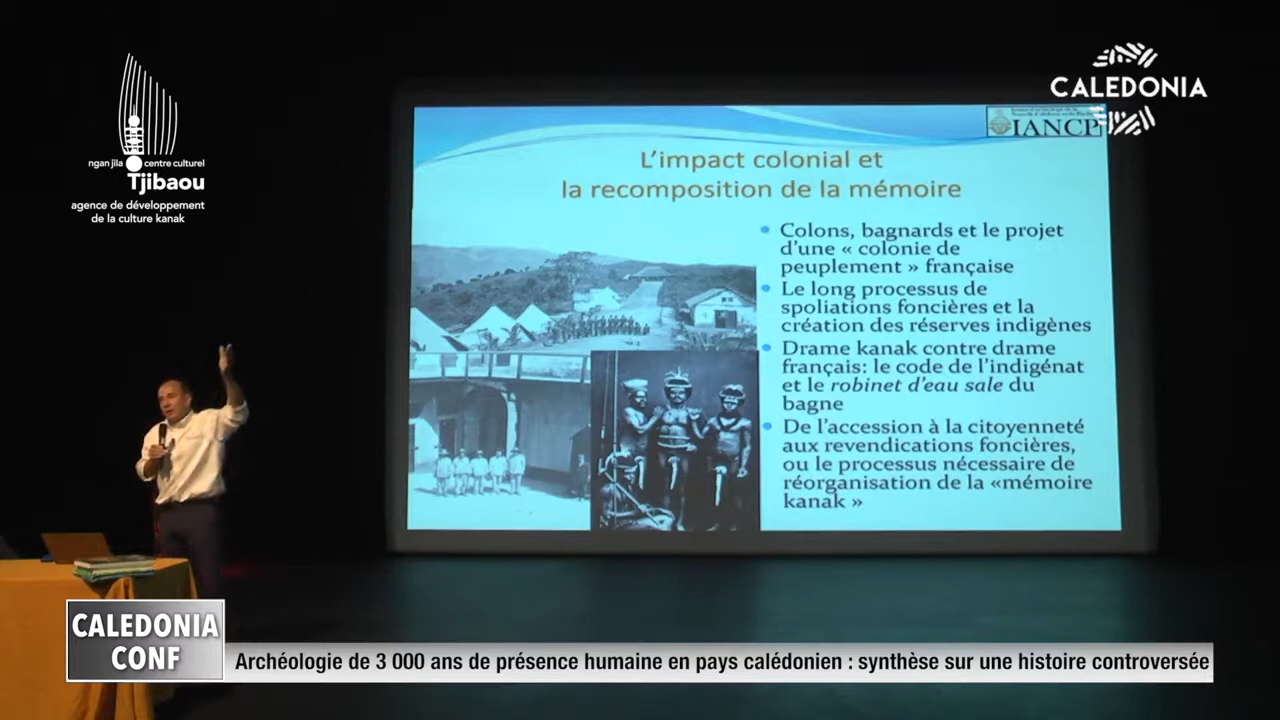 ngan jila centre culturel
Tjibaou
agence de développement
de la culture kanak
CALEDONIA
IANCP
L'impact colonial et
la recomposition de la mémoire
Colons, bagnards et le projet
d'une « colonie de
peuplement » française
Le long processus de
spoliations foncières et la
création des réserves indigènes
Drame kanak contre drame
français: le code de l'indigénat
et le robinet d'eau sale du
bagne
De l'accession à la citoyenneté
aux revendications foncières,
ou le processus nécessaire de
réorganisation de la «mémoire
kanak »
CALEDONIA
CONF
Archéologie de 3 000 ans de présence humaine en pays calédonien : synthèse sur une histoire controversée